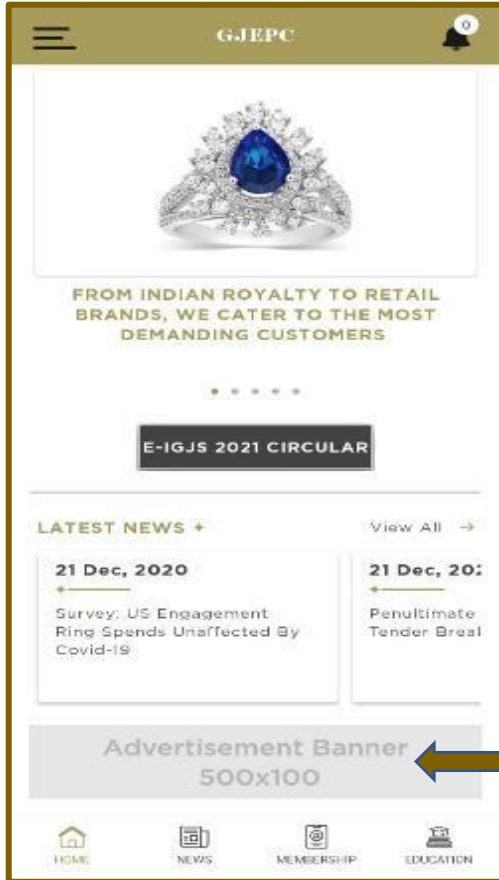 GJEPC
0
FROM INDIAN ROYALTY TO RETAIL
BRANDS, WE CATER TO THE MOST
DEMANDING CUSTOMERS
E-IGJS 2021 CIRCULAR
LATEST NEWS +
View All →
21 Dec, 2020
Survey: US Engagement
Ring Spends Unaffected By
Covid-19
21 Dec, 202
Penultimate
Tender Break
Advertisement Banner
500x100
HOME
NEWS
MEMBERSHIP
EDUCATION